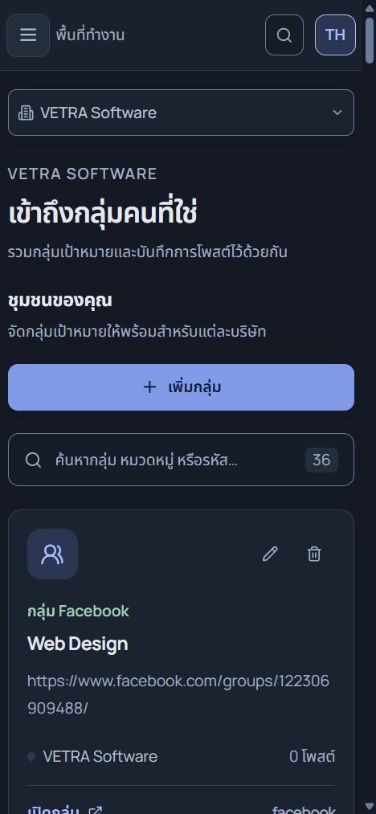 พื้นที่ทำงาน
TH
VETRA Software
VETRA SOFTWARE
เข้าถึงกลุ่มคนที่ใช่
รวมกลุ่มเป้าหมายและบันทึกการโพสต์ไว้ด้วยกัน
ชุมชนของคุณ
จัดกลุ่มเป้าหมายให้พร้อมสำหรับแต่ละบริษัท
เพิ่มกลุ่ม
ค้นหากลุ่ม หมวดหมู่ หรือรหัส...
36
กลุ่ม Facebook
Web Design
https://www.facebook.com/groups/122306
909488/
VETRA Software
0 โพสต์
เปิดกลุ่ม
facebook